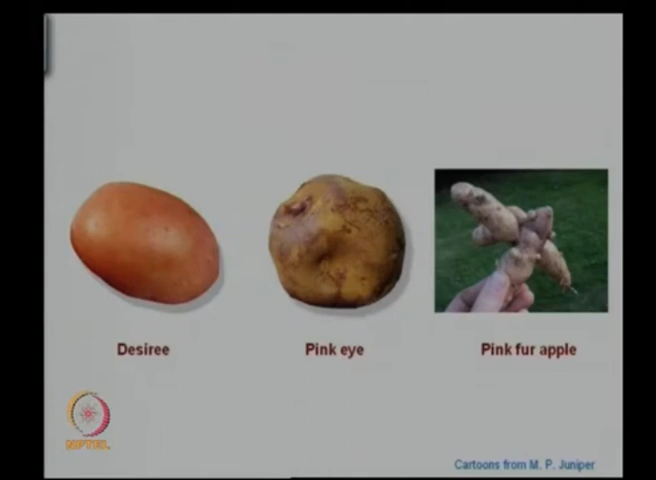 Desiree
Pink eye
Pink fur apple
NPTEL
Cartoons from M. P. Juniper